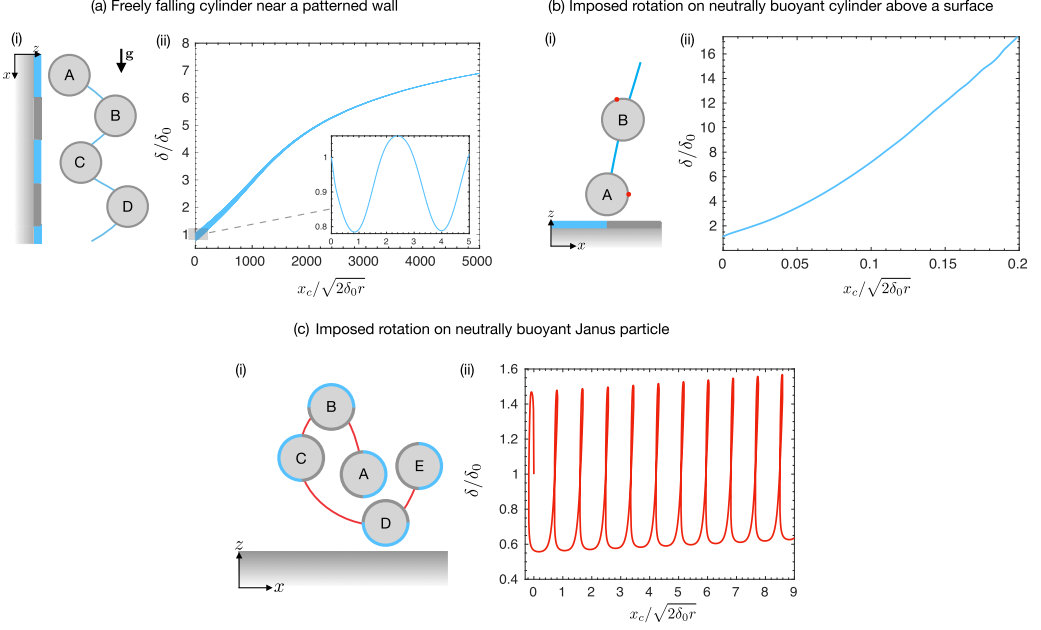 (a) Freely falling cylinder near a patterned wall
(i)
z
x
g
A
B
C
D
(ii)
δ/δ₀
8
7
6
5
4
3
2
1
0 1000 2000 3000 4000 5000
x_c/√2δ₀r
1
0.9
0.8
0 1 2 3 4 5
(b) Imposed rotation on neutrally buoyant cylinder above a surface
(i)
B
A
z
x
(ii)
δ/δ₀
16
14
12
10
8
6
4
2
0 0.05 0.1 0.15 0.2
x_c/√2δ₀r
(c) Imposed rotation on neutrally buoyant Janus particle
(i)
B
C
A
E
D
z
x
(ii)
δ/δ₀
1.6
1.4
1.2
1
0.8
0.6
0.4
0 1 2 3 4 5 6 7 8 9
x_c/√2δ₀r